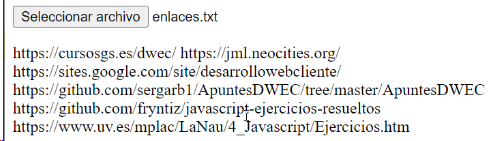 Seleccionar archivo enlaces.txt
https://cursosgs.es/dwec/ https://jml.neocities.org/
https://sites.google.com/site/desarrollowebcliente/
https://github.com/sergarb1/ApuntesDWEC/tree/master/ApuntesDWEC
https://github.com/fryntiz/javascript-ejercicios-resueltos
https://www.uv.es/mplac/LaNau/4_Javascript/Ejercicios.htm